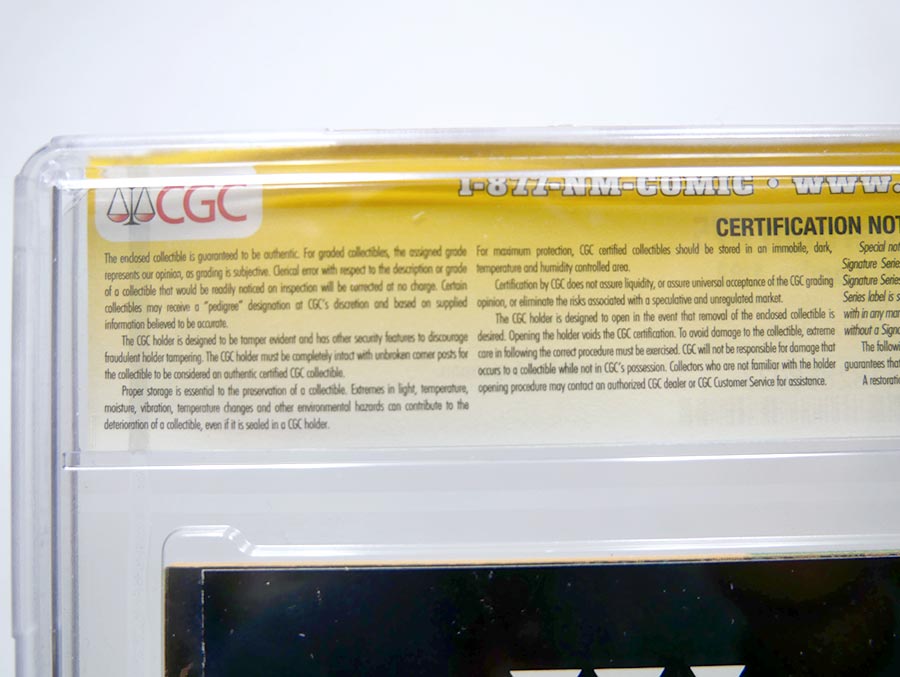 CGC
1-877-NM-COMIC • WWW.
CERTIFICATION NOT
The enclosed collectible is guaranteed to be authentic. For graded collectibles, the assigned grade
represents our opinion, as grading is subjective. Clerical error with respect to the description or grade
of a collectible that would be readily noticed on inspection will be corrected at no charge. Certain
collectibles may receive a "pedigree" designation at CGC's discretion and based on supplied
information believed to be accurate.
The CGC holder is designed to be tamper evident and has other security features to discourage
fraudulent holder tampering. The CGC holder must be completely intact with unbroken corner posts for
the collectible to be considered an authentic certified CGC collectible.
Proper storage is essential to the preservation of a collectible. Extremes in light, temperature,
moisture, vibration, temperature changes and other environmental hazards can contribute to the
deterioration of a collectible, even if it is sealed in a CGC holder.
For maximum protection, CGC certified collectibles should be stored in an immobile, dark,
temperature and humidity controlled area.
Certification by CGC does not assure liquidity, or assure universal acceptance of the CGC grading
opinion, or eliminate the risks associated with a speculative and unregulated market.
The CGC holder is designed to open in the event that removal of the enclosed collectible is
desired. Opening the holder voids the CGC certification. To avoid damage to the collectible, extreme
care in following the correct procedure must be exercised. CGC will not be responsible for damage that
occurs to a collectible while not in CGC's possession. Collectors who are not familiar with the holder
opening procedure may contact an authorized CGC dealer or CGC Customer Service for assistance.
Special not
Signature Serie
Signature Series
Series label is s
with in any mar
without a Sign
The followi
guarantees that
A restoratio